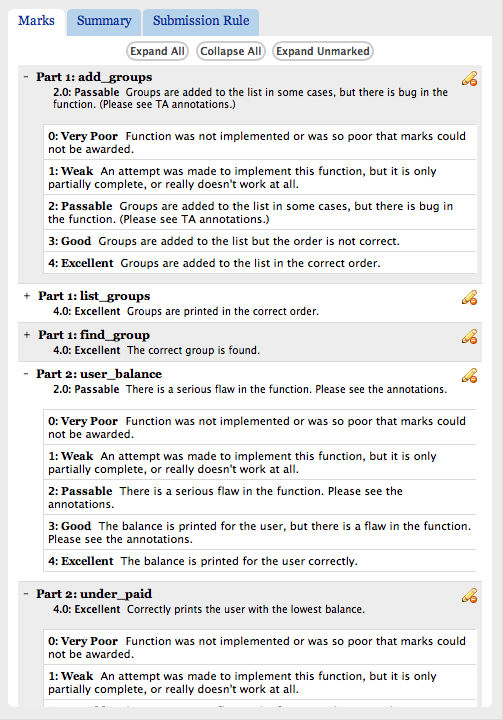 Marks Summary Submission Rule
Expand All Collapse All Expand Unmarked
- Part 1: add_groups
2.0: Passable Groups are added to the list in some cases, but there is bug in the
function. (Please see TA annotations.)
0: Very Poor Function was not implemented or was so poor that marks could
not be awarded.
1: Weak An attempt was made to implement this function, but it is only
partially complete, or really doesn't work at all.
2: Passable Groups are added to the list in some cases, but there is bug in
the function. (Please see TA annotations.)
3: Good Groups are added to the list but the order is not correct.
4: Excellent Groups are added to the list in the correct order.
+ Part 1: list_groups
4.0: Excellent Groups are printed in the correct order.
+ Part 1: find_group
4.0: Excellent The correct group is found.
- Part 2: user_balance
2.0: Passable There is a serious flaw in the function. Please see the annotations.
0: Very Poor Function was not implemented or was so poor that marks could
not be awarded.
1: Weak An attempt was made to implement this function, but it is only
partially complete, or really doesn't work at all.
2: Passable There is a serious flaw in the function. Please see the
annotations.
3: Good The balance is printed for the user, but there is a flaw in the function.
Please see the annotations.
4: Excellent The balance is printed for the user correctly.
- Part 2: under_paid
4.0: Excellent Correctly prints the user with the lowest balance.
0: Very Poor Function was not implemented or was so poor that marks could
not be awarded.
1: Weak An attempt was made to implement this function, but it is only
partially complete, or really doesn't work at all.